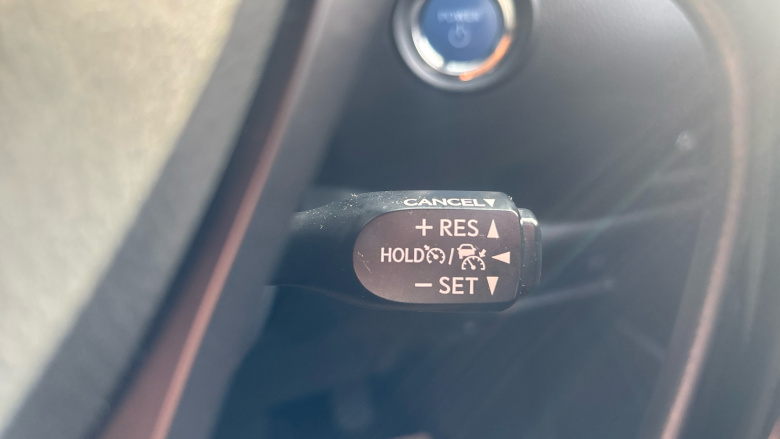 POWER
CANCEL▼
+ RES ▲
HOLD / ◀
− SET ▼